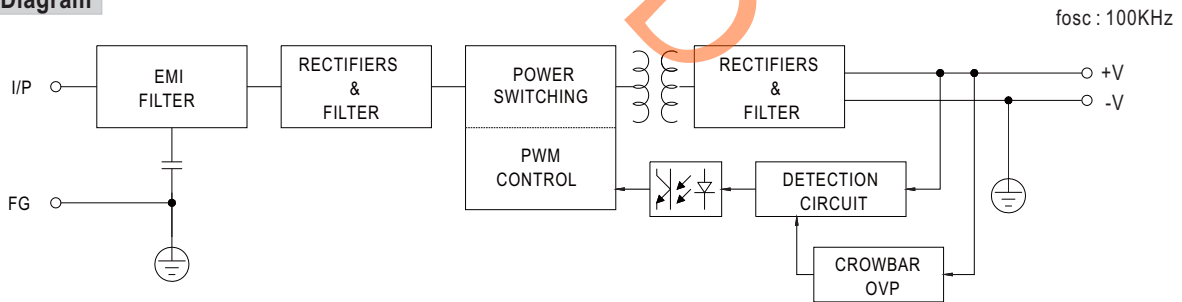 Diagram
fosc : 100KHz
I/P
EMI
FILTER
RECTIFIERS
&
FILTER
POWER
SWITCHING
PWM
CONTROL
RECTIFIERS
&
FILTER
+V
-V
FG
DETECTION
CIRCUIT
CROWBAR
OVP